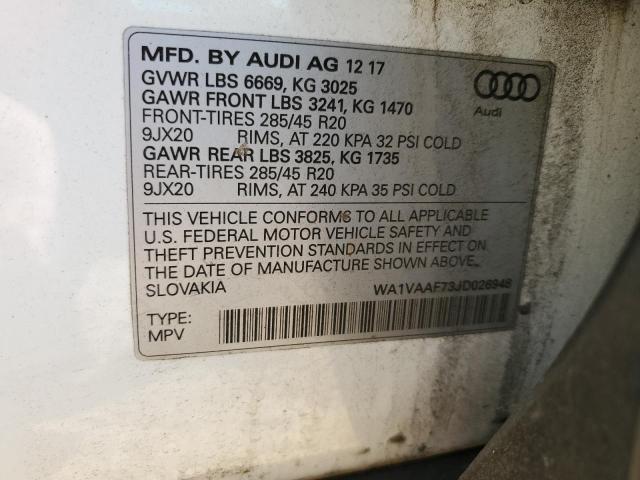 MFD. BY AUDI AG 12 17
GVWR LBS 6669, KG 3025
GAWR FRONT LBS 3241, KG 1470
FRONT-TIRES 285/45 R20
9JX20 RIMS, AT 220 KPA 32 PSI COLD
GAWR REAR LBS 3825, KG 1735
REAR-TIRES 285/45 R20
9JX20 RIMS, AT 240 KPA 35 PSI COLD
Audi
THIS VEHICLE CONFORMS TO ALL APPLICABLE
U.S. FEDERAL MOTOR VEHICLE SAFETY AND
THEFT PREVENTION STANDARDS IN EFFECT ON
THE DATE OF MANUFACTURE SHOWN ABOVE.
SLOVAKIA WA1VAAF73JD026948
TYPE:
MPV